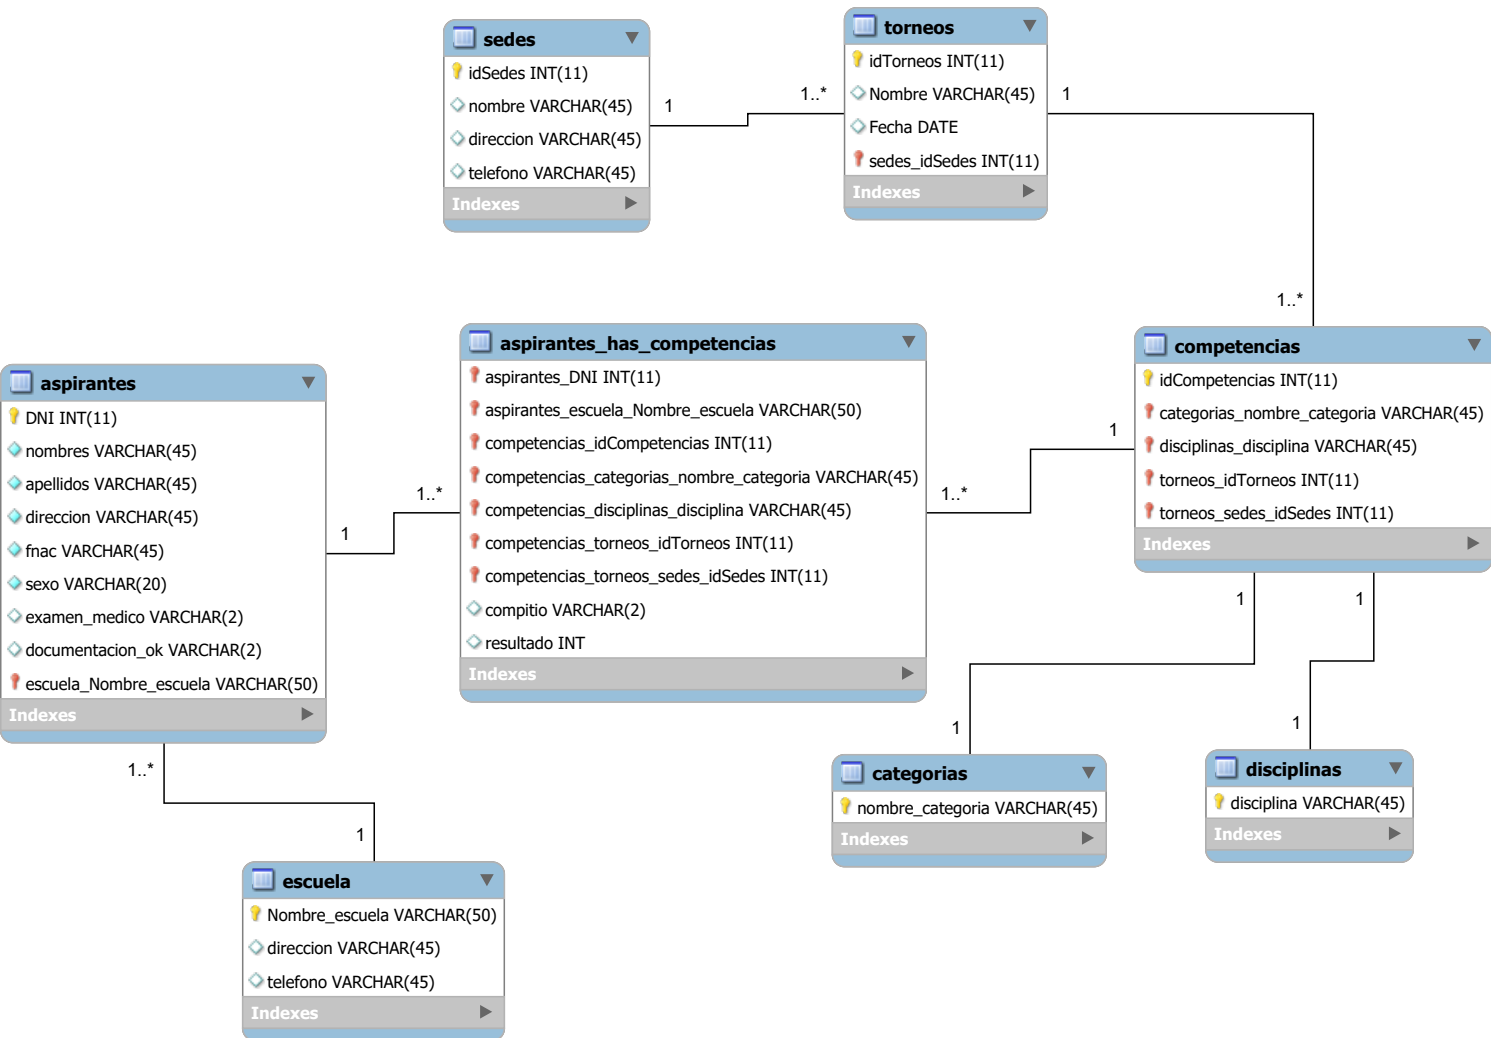 sedes
idSedes INT(11)
nombre VARCHAR(45)
direccion VARCHAR(45)
telefono VARCHAR(45)
Indexes
1
1..*
torneos
idTorneos INT(11)
Nombre VARCHAR(45)
Fecha DATE
sedes_idSedes INT(11)
Indexes
1
1..*
aspirantes
DNI INT(11)
nombres VARCHAR(45)
apellidos VARCHAR(45)
direccion VARCHAR(45)
fnac VARCHAR(45)
sexo VARCHAR(20)
examen_medico VARCHAR(2)
documentacion_ok VARCHAR(2)
escuela_Nombre_escuela VARCHAR(50)
Indexes
1
1..*
aspirantes_has_competencias
aspirantes_DNI INT(11)
aspirantes_escuela_Nombre_escuela VARCHAR(50)
competencias_idCompetencias INT(11)
competencias_categorias_nombre_categoria VARCHAR(45)
competencias_disciplinas_disciplina VARCHAR(45)
competencias_torneos_idTorneos INT(11)
competencias_torneos_sedes_idSedes INT(11)
compitio VARCHAR(2)
resultado INT
Indexes
1..*
1
competencias
idCompetencias INT(11)
categorias_nombre_categoria VARCHAR(45)
disciplinas_disciplina VARCHAR(45)
torneos_idTorneos INT(11)
torneos_sedes_idSedes INT(11)
Indexes
1
1
1
1
categorias
nombre_categoria VARCHAR(45)
Indexes
disciplinas
disciplina VARCHAR(45)
Indexes
1..*
1
escuela
Nombre_escuela VARCHAR(50)
direccion VARCHAR(45)
telefono VARCHAR(45)
Indexes